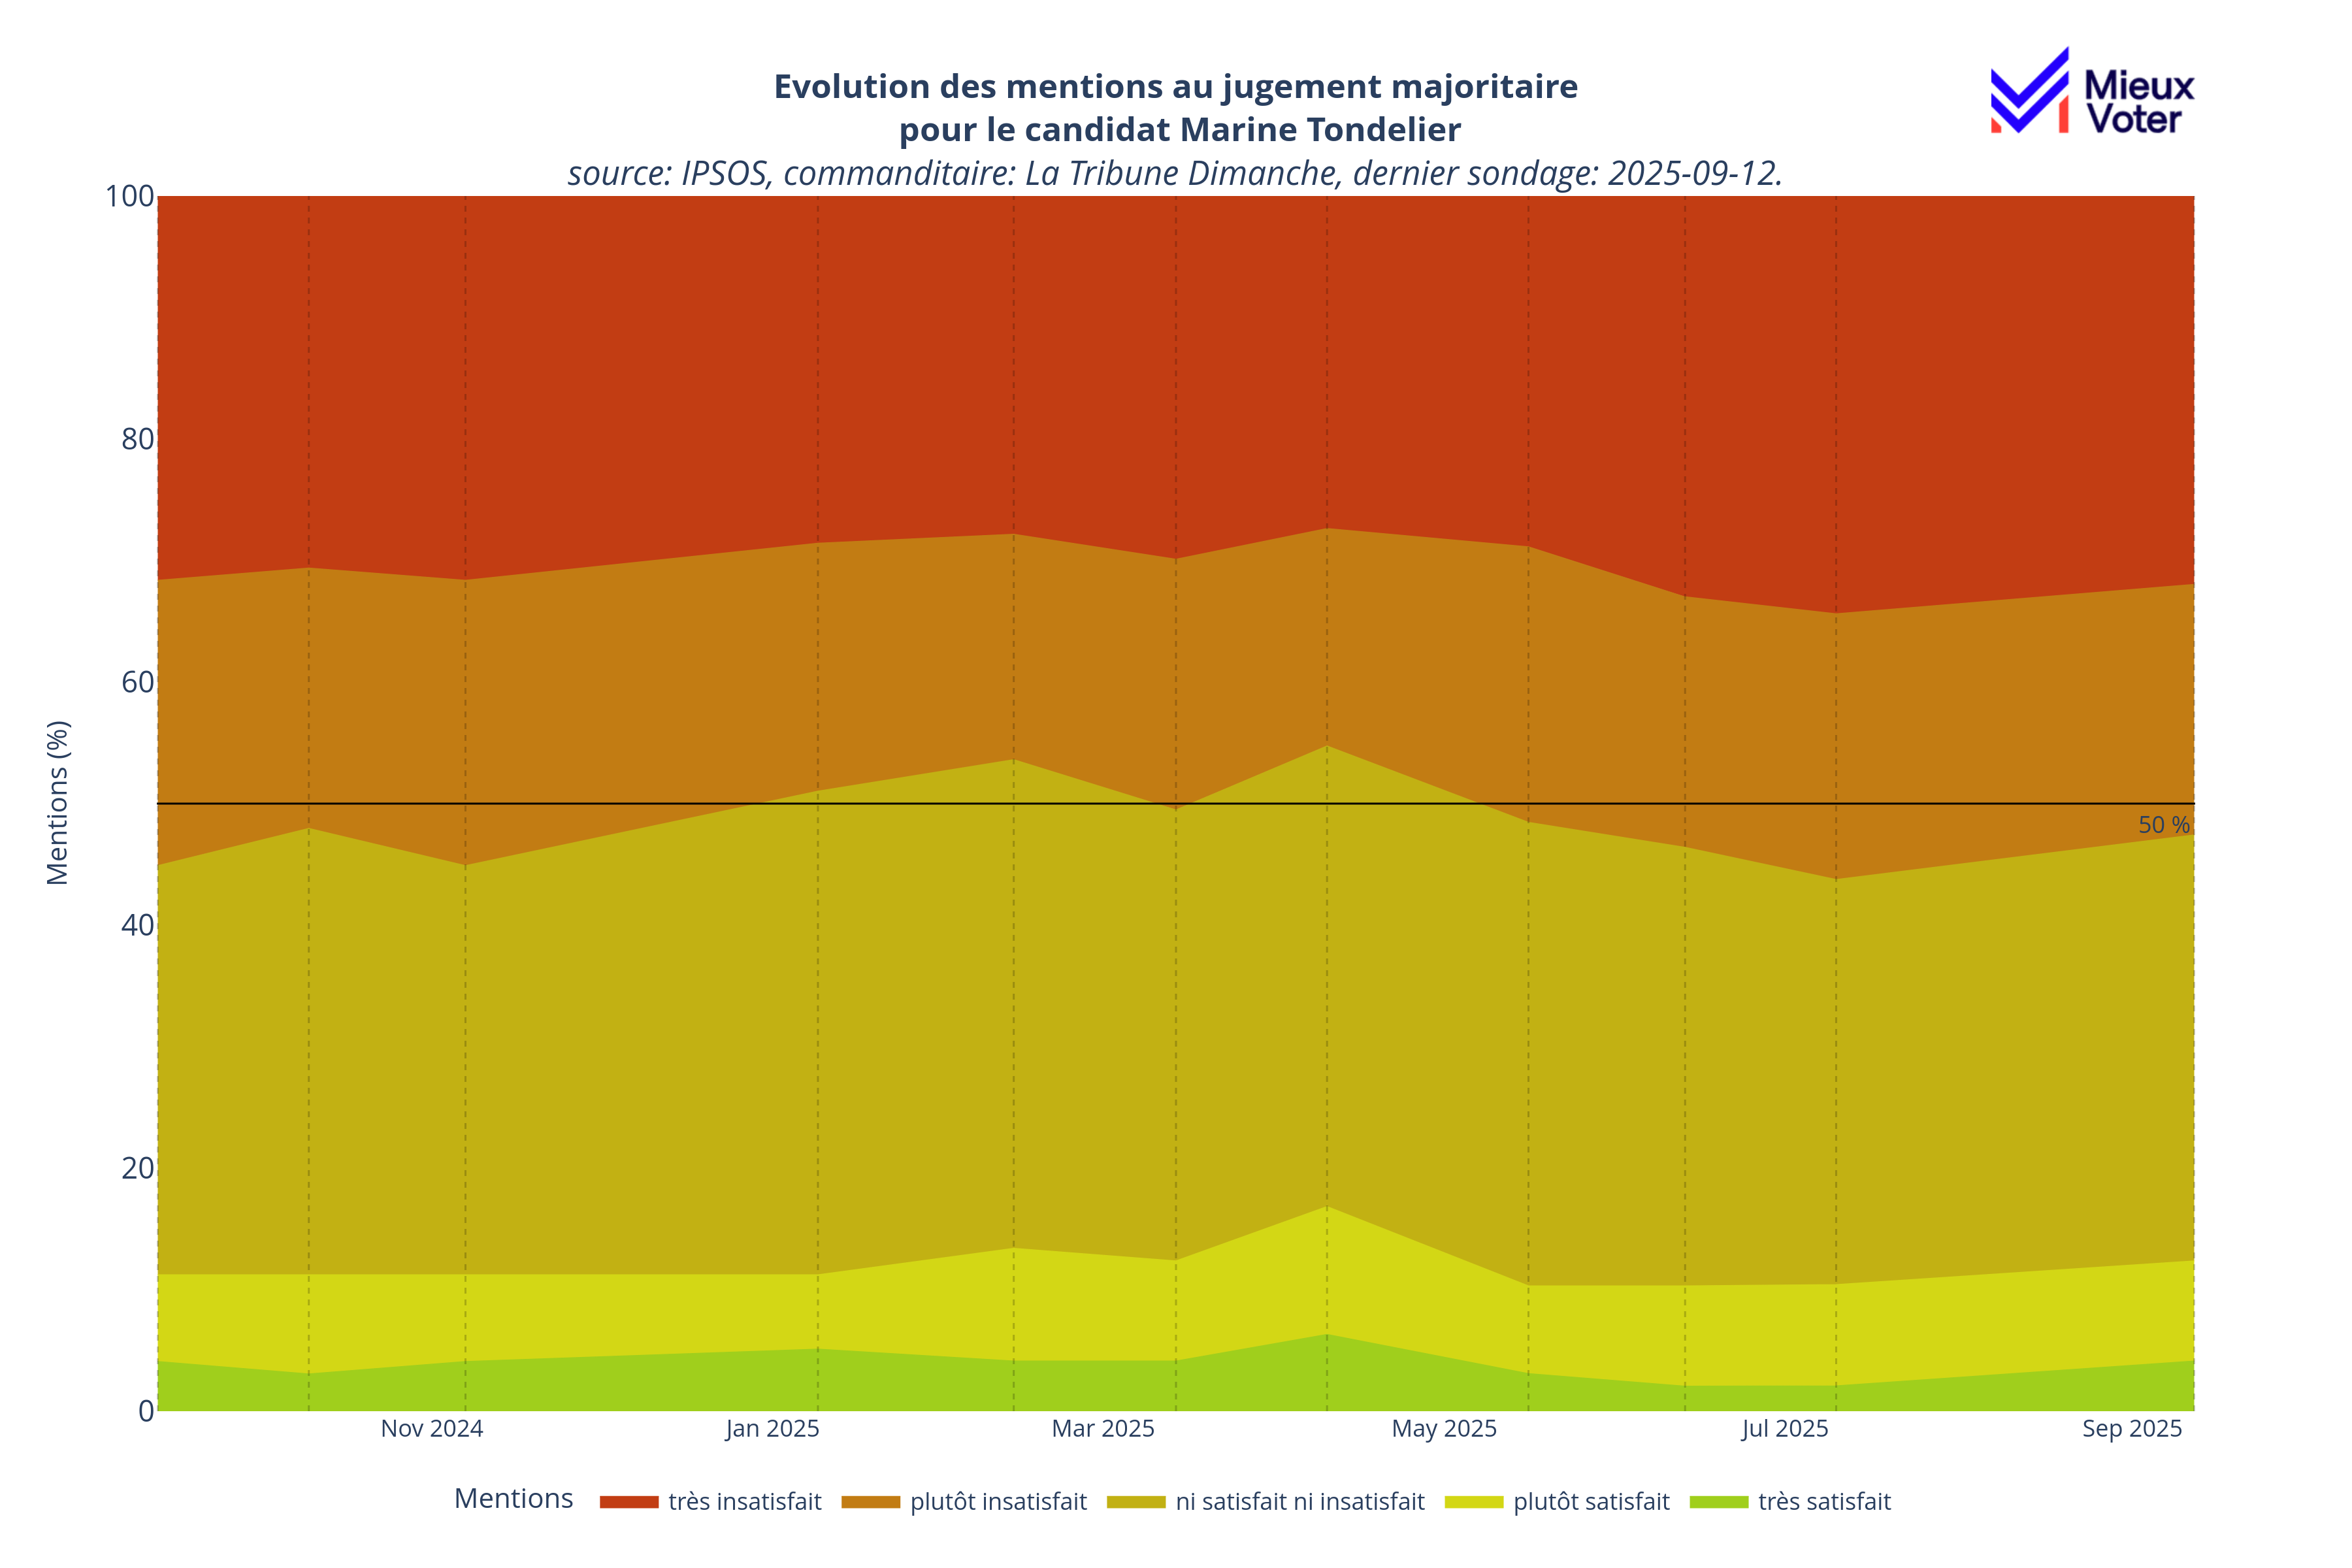 Evolution des mentions au jugement majoritaire
pour le candidat Marine Tondelier
source: IPSOS, commanditaire: La Tribune Dimanche, dernier sondage: 2025-09-12.
Mieux
Voter
100
80
60
40
20
0
Mentions (%)
50 %
Nov 2024
Jan 2025
Mar 2025
May 2025
Jul 2025
Sep 2025
Mentions
très insatisfait
plutôt insatisfait
ni satisfait ni insatisfait
plutôt satisfait
très satisfait